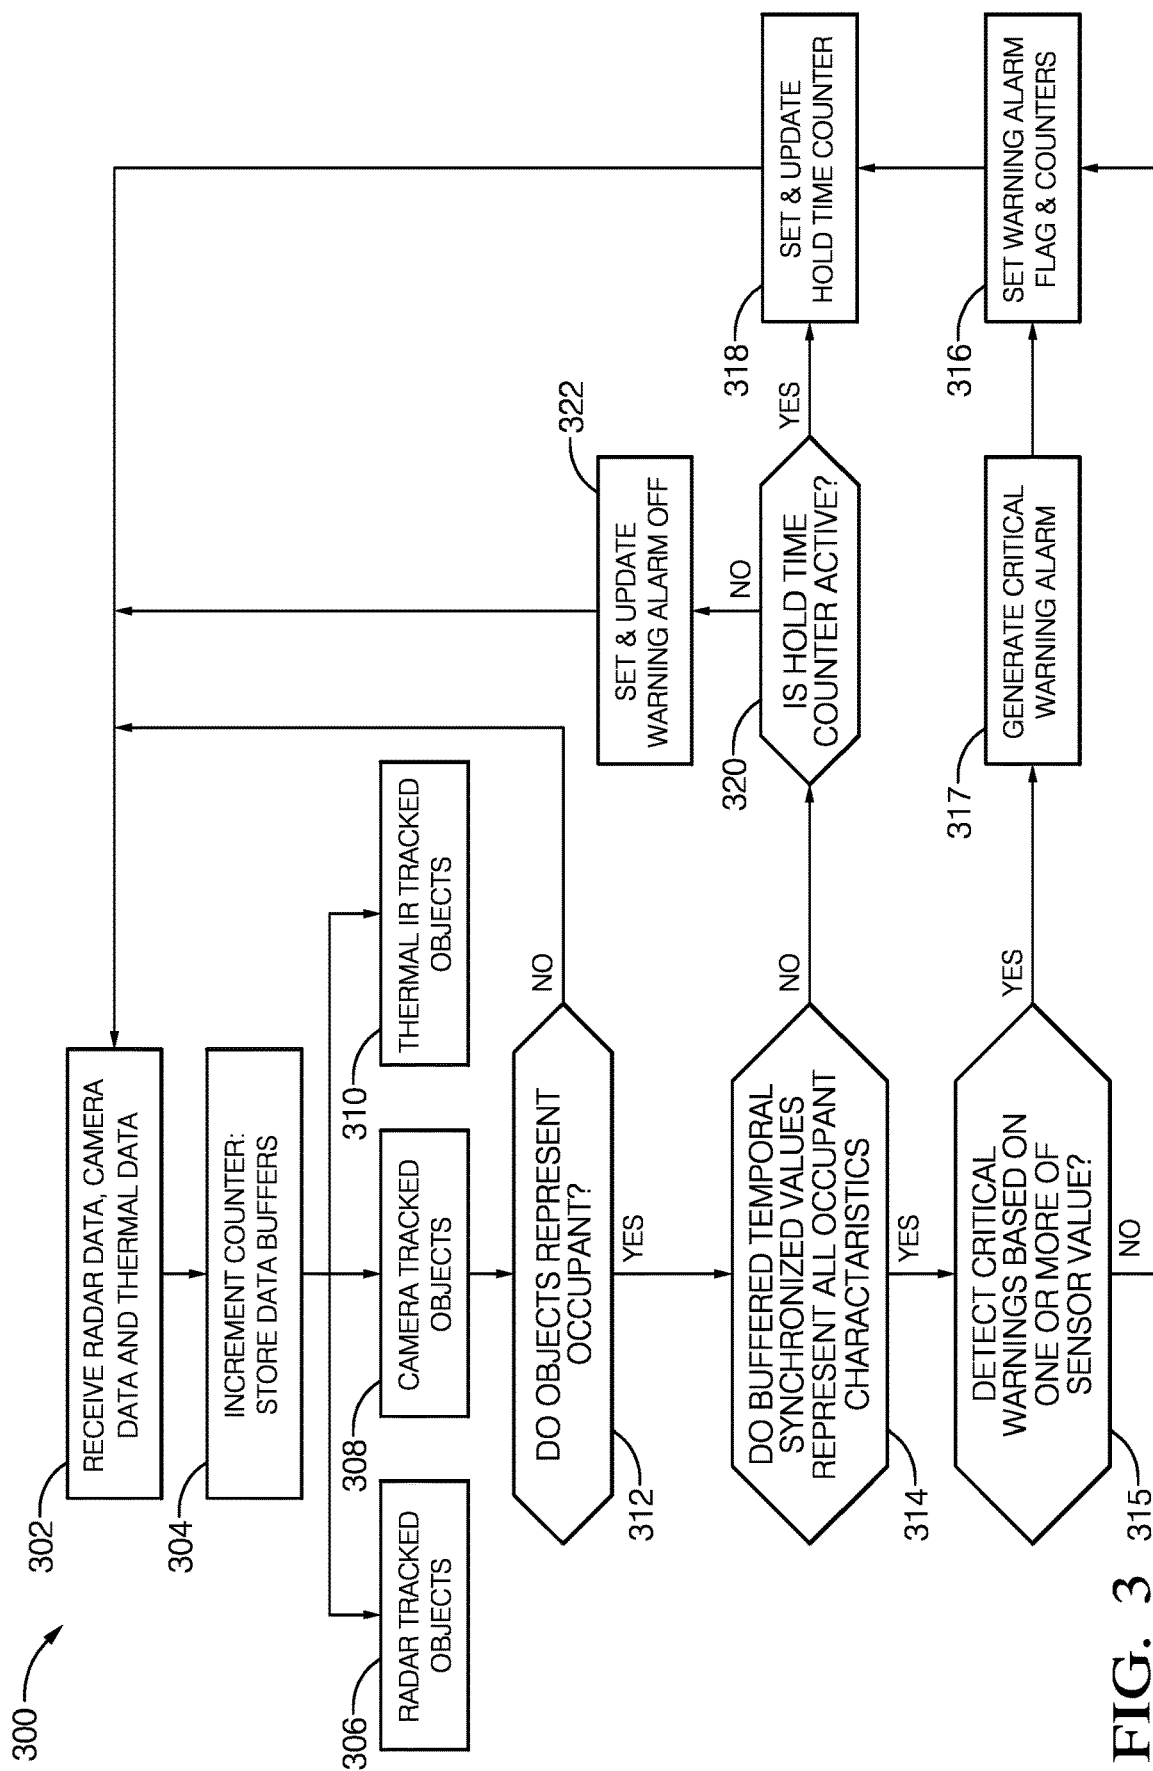 300
302
RECEIVE RADAR DATA, CAMERA
DATA AND THERMAL DATA
304
INCREMENT COUNTER:
STORE DATA BUFFERS
306
RADAR TRACKED
OBJECTS
308
CAMERA TRACKED
OBJECTS
310
THERMAL IR TRACKED
OBJECTS
312
DO OBJECTS REPRESENT
OCCUPANT?
NO
YES
322
SET & UPDATE
WARNING ALARM OFF
NO
314
DO BUFFERED TEMPORAL
SYNCHRONIZED VALUES
REPRESENT ALL OCCUPANT
CHARACTARISTICS
NO
YES
320
IS HOLD TIME
COUNTER ACTIVE?
YES
318
SET & UPDATE
HOLD TIME COUNTER
315
DETECT CRITICAL
WARNINGS BASED ON
ONE OR MORE OF
SENSOR VALUE?
YES
NO
317
GENERATE CRITICAL
WARNING ALARM
316
SET WARNING ALARM
FLAG & COUNTERS
FIG. 3